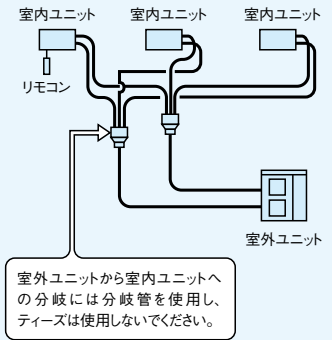 室内ユニット
室内ユニット
室内ユニット
リモコン
室外ユニット
室外ユニットから室内ユニットへ
の分岐には分岐管を使用し、
ティーズは使用しないでください。